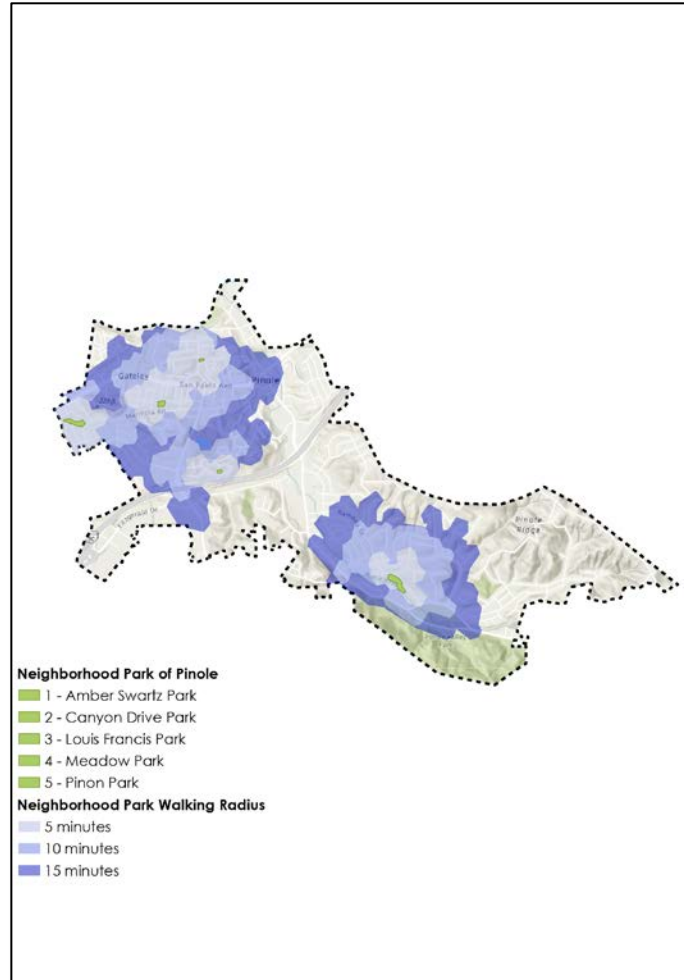 Gateley
San Pablo Ave
Pinole
Fitzgerald Dr
Pinole
Ridge
Neighborhood Park of Pinole
1 - Amber Swartz Park
2 - Canyon Drive Park
3 - Louis Francis Park
4 - Meadow Park
5 - Pinon Park
Neighborhood Park Walking Radius
5 minutes
10 minutes
15 minutes